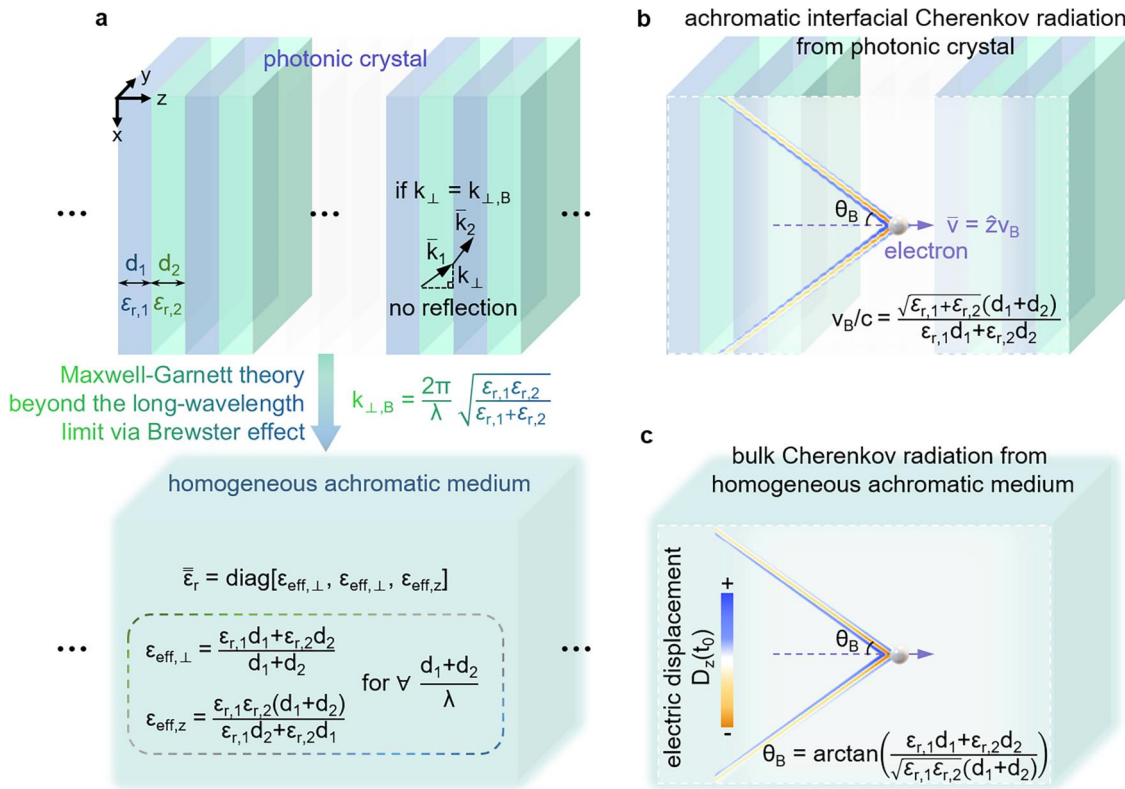 a
photonic crystal
y
z
x
if k⊥ = k⊥,B
k̄₂
k̄₁
k⊥
no reflection
d₁ d₂
εr,1 εr,2
...
...
...
Maxwell-Garnett theory
beyond the long-wavelength
limit via Brewster effect
k⊥,B = 2π/λ √(εr,1εr,2/(εr,1+εr,2))
homogeneous achromatic medium
ε̿r = diag[εeff,⊥, εeff,⊥, εeff,z]
εeff,⊥ = (εr,1d₁+εr,2d₂)/(d₁+d₂)
for ∀ (d₁+d₂)/λ
εeff,z = εr,1εr,2(d₁+d₂)/(εr,1d₂+εr,2d₁)
...
...
b
achromatic interfacial Cherenkov radiation
from photonic crystal
θB
v̄ = ẑvB
electron
vB/c = √(εr,1+εr,2)(d₁+d₂)/(εr,1d₁+εr,2d₂)
c
bulk Cherenkov radiation from
homogeneous achromatic medium
electric displacement
Dz(t₀)
+
-
θB
θB = arctan((εr,1d₁+εr,2d₂)/(√(εr,1εr,2)(d₁+d₂)))